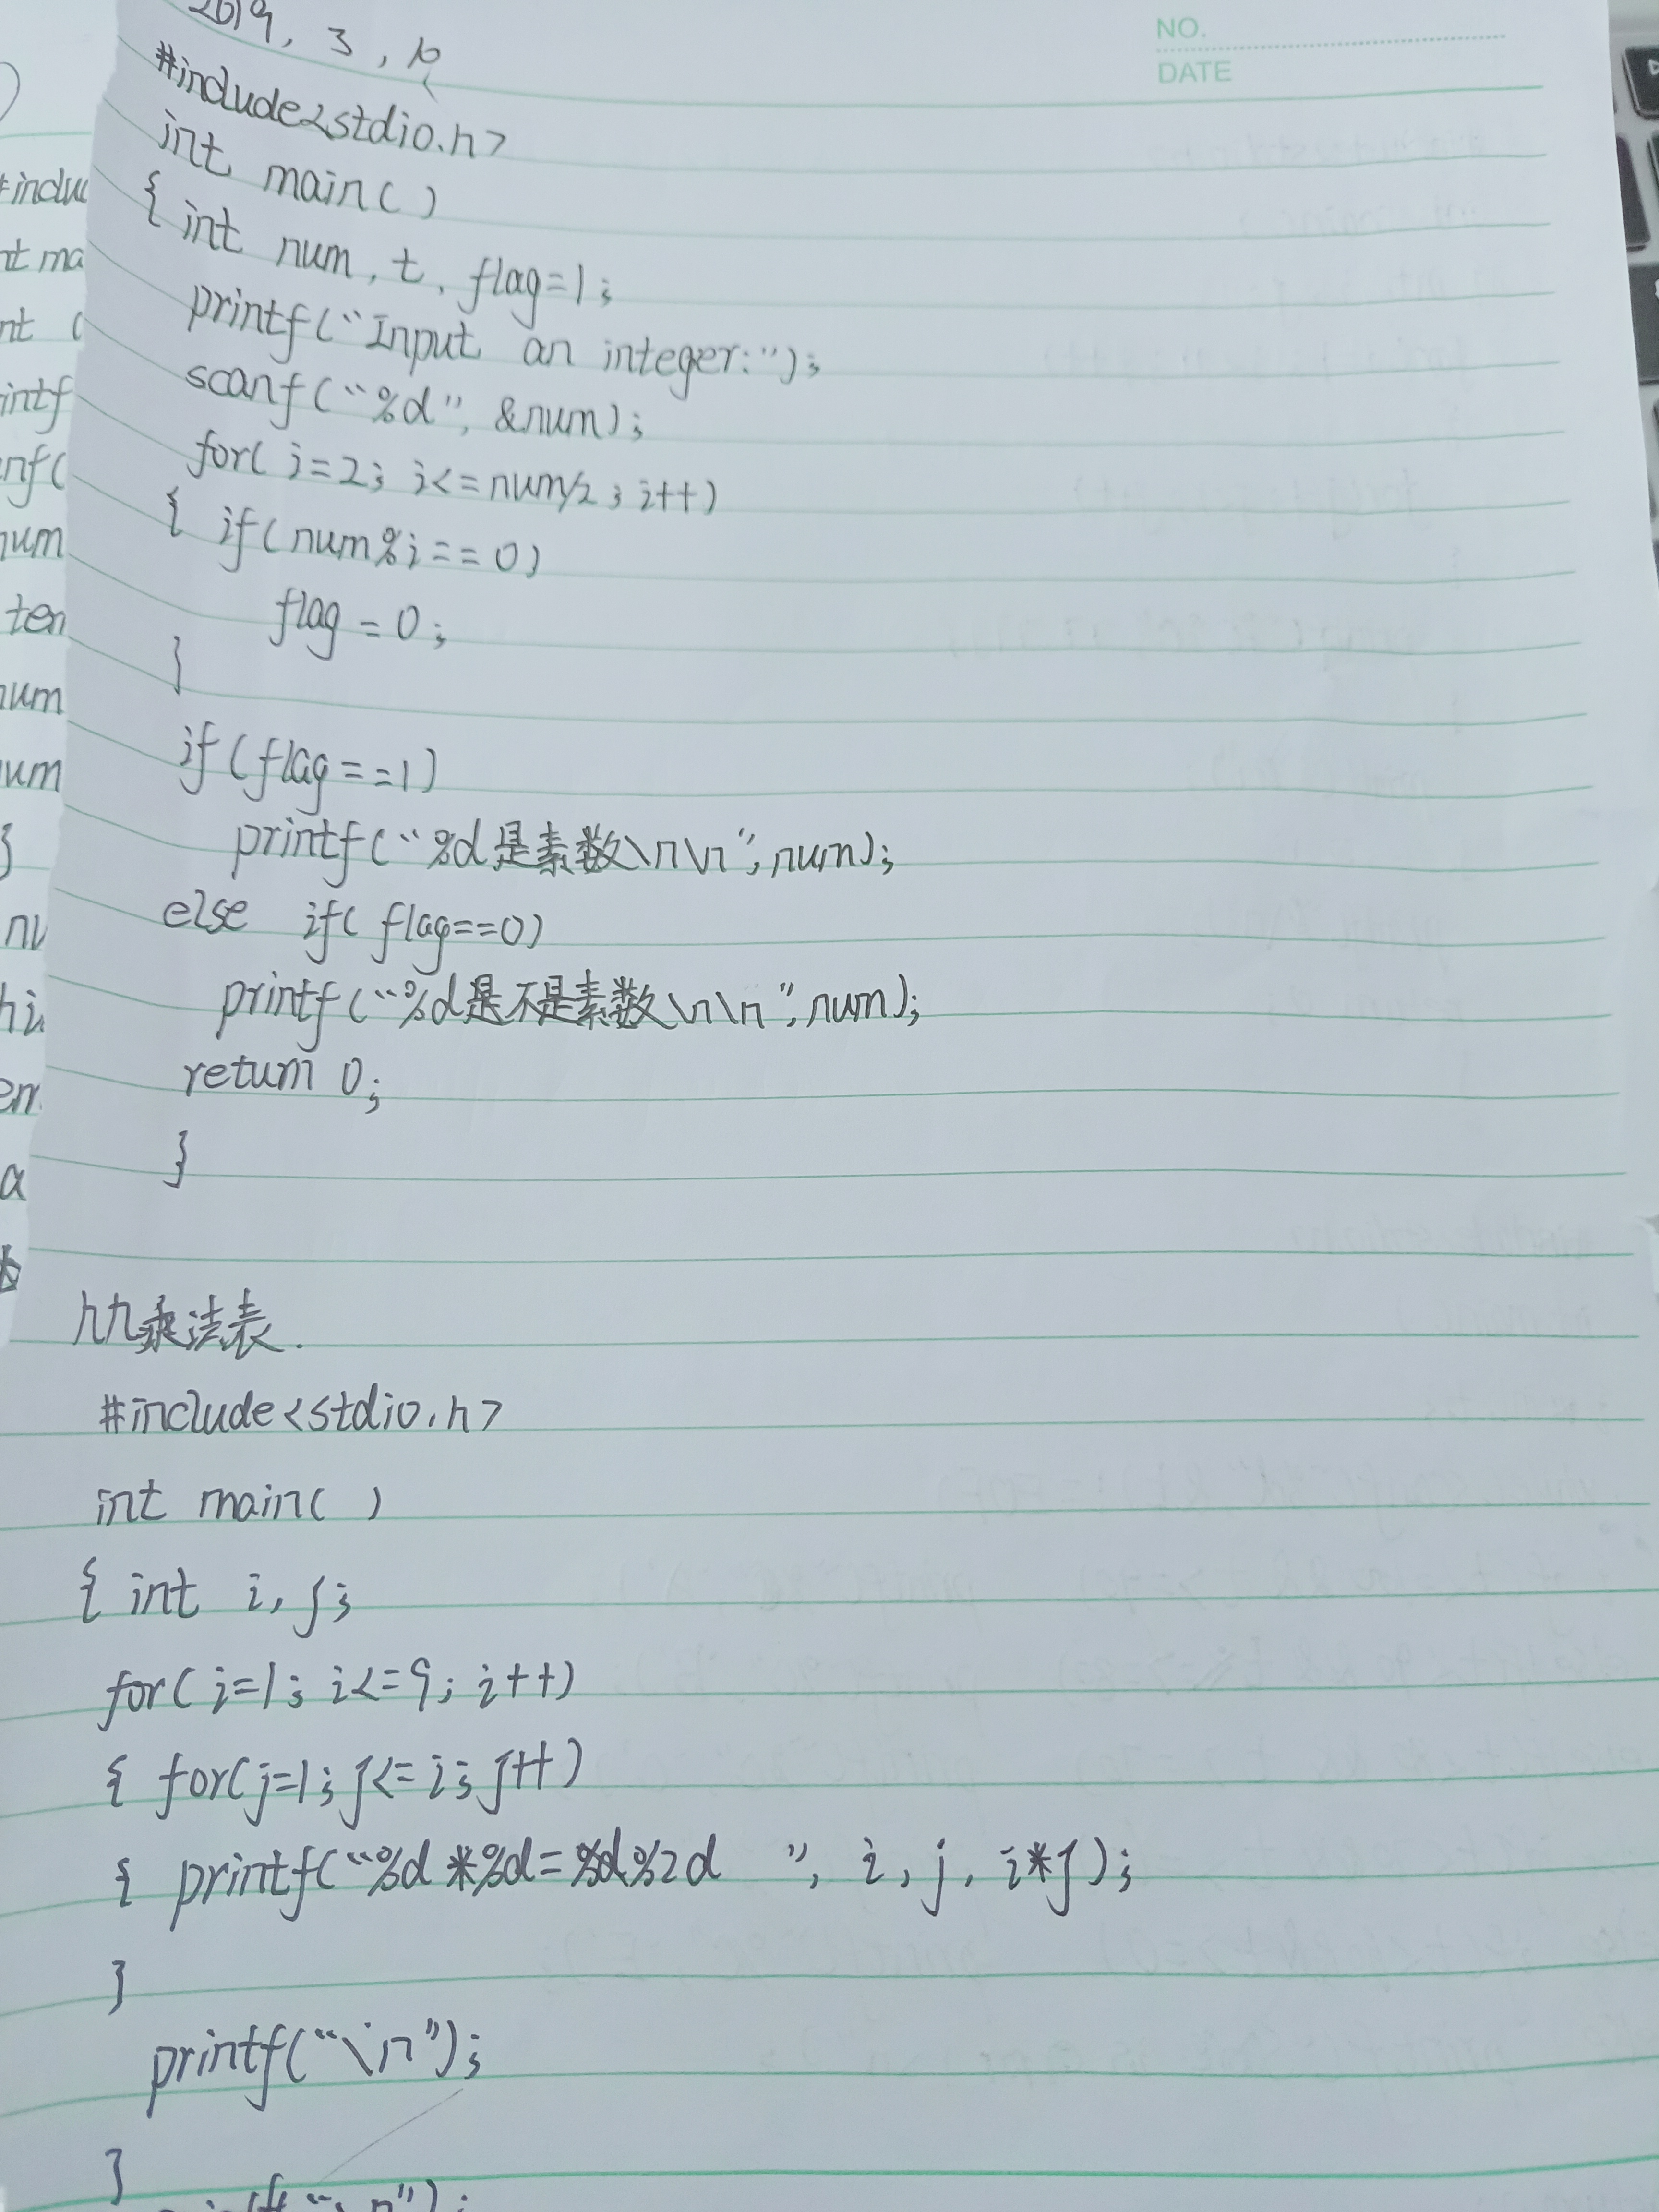 2019, 3, 10
NO.
DATE
#include<stdio.h>
int main( )
{ int num, t, flag=1;
printf("Input an integer:");
scanf("%d", &num);
for( i=2; i<=num/2; i++)
{ if(num%i==0)
flag=0;
}
if(flag==1)
printf("%d是素数\n\n",num);
else if( flag==0)
printf("%d是不是素数\n\n",num);
return 0;
}
九九乘法表.
#include<stdio.h>
int main( )
{ int i, j;
for(i=1; i<=9; i++)
{ for(j=1; j<=i; j++)
{ printf("%d*%d=%d%2d ", i, j, i*j);
}
printf("\n");
}
#inclu
nt ma
nt
intf
nf(
num
ten
num
um
}
nu
hi
en
a